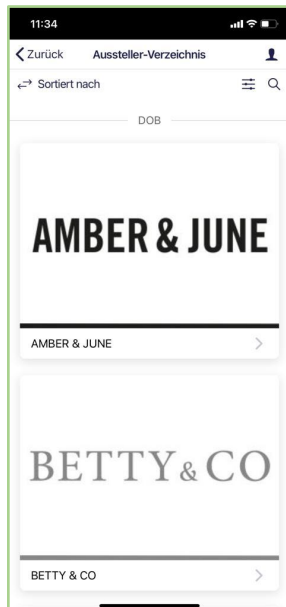 11:34
Zurück Aussteller-Verzeichnis
Sortiert nach
DOB
AMBER & JUNE
AMBER & JUNE
BETTY & CO
BETTY & CO